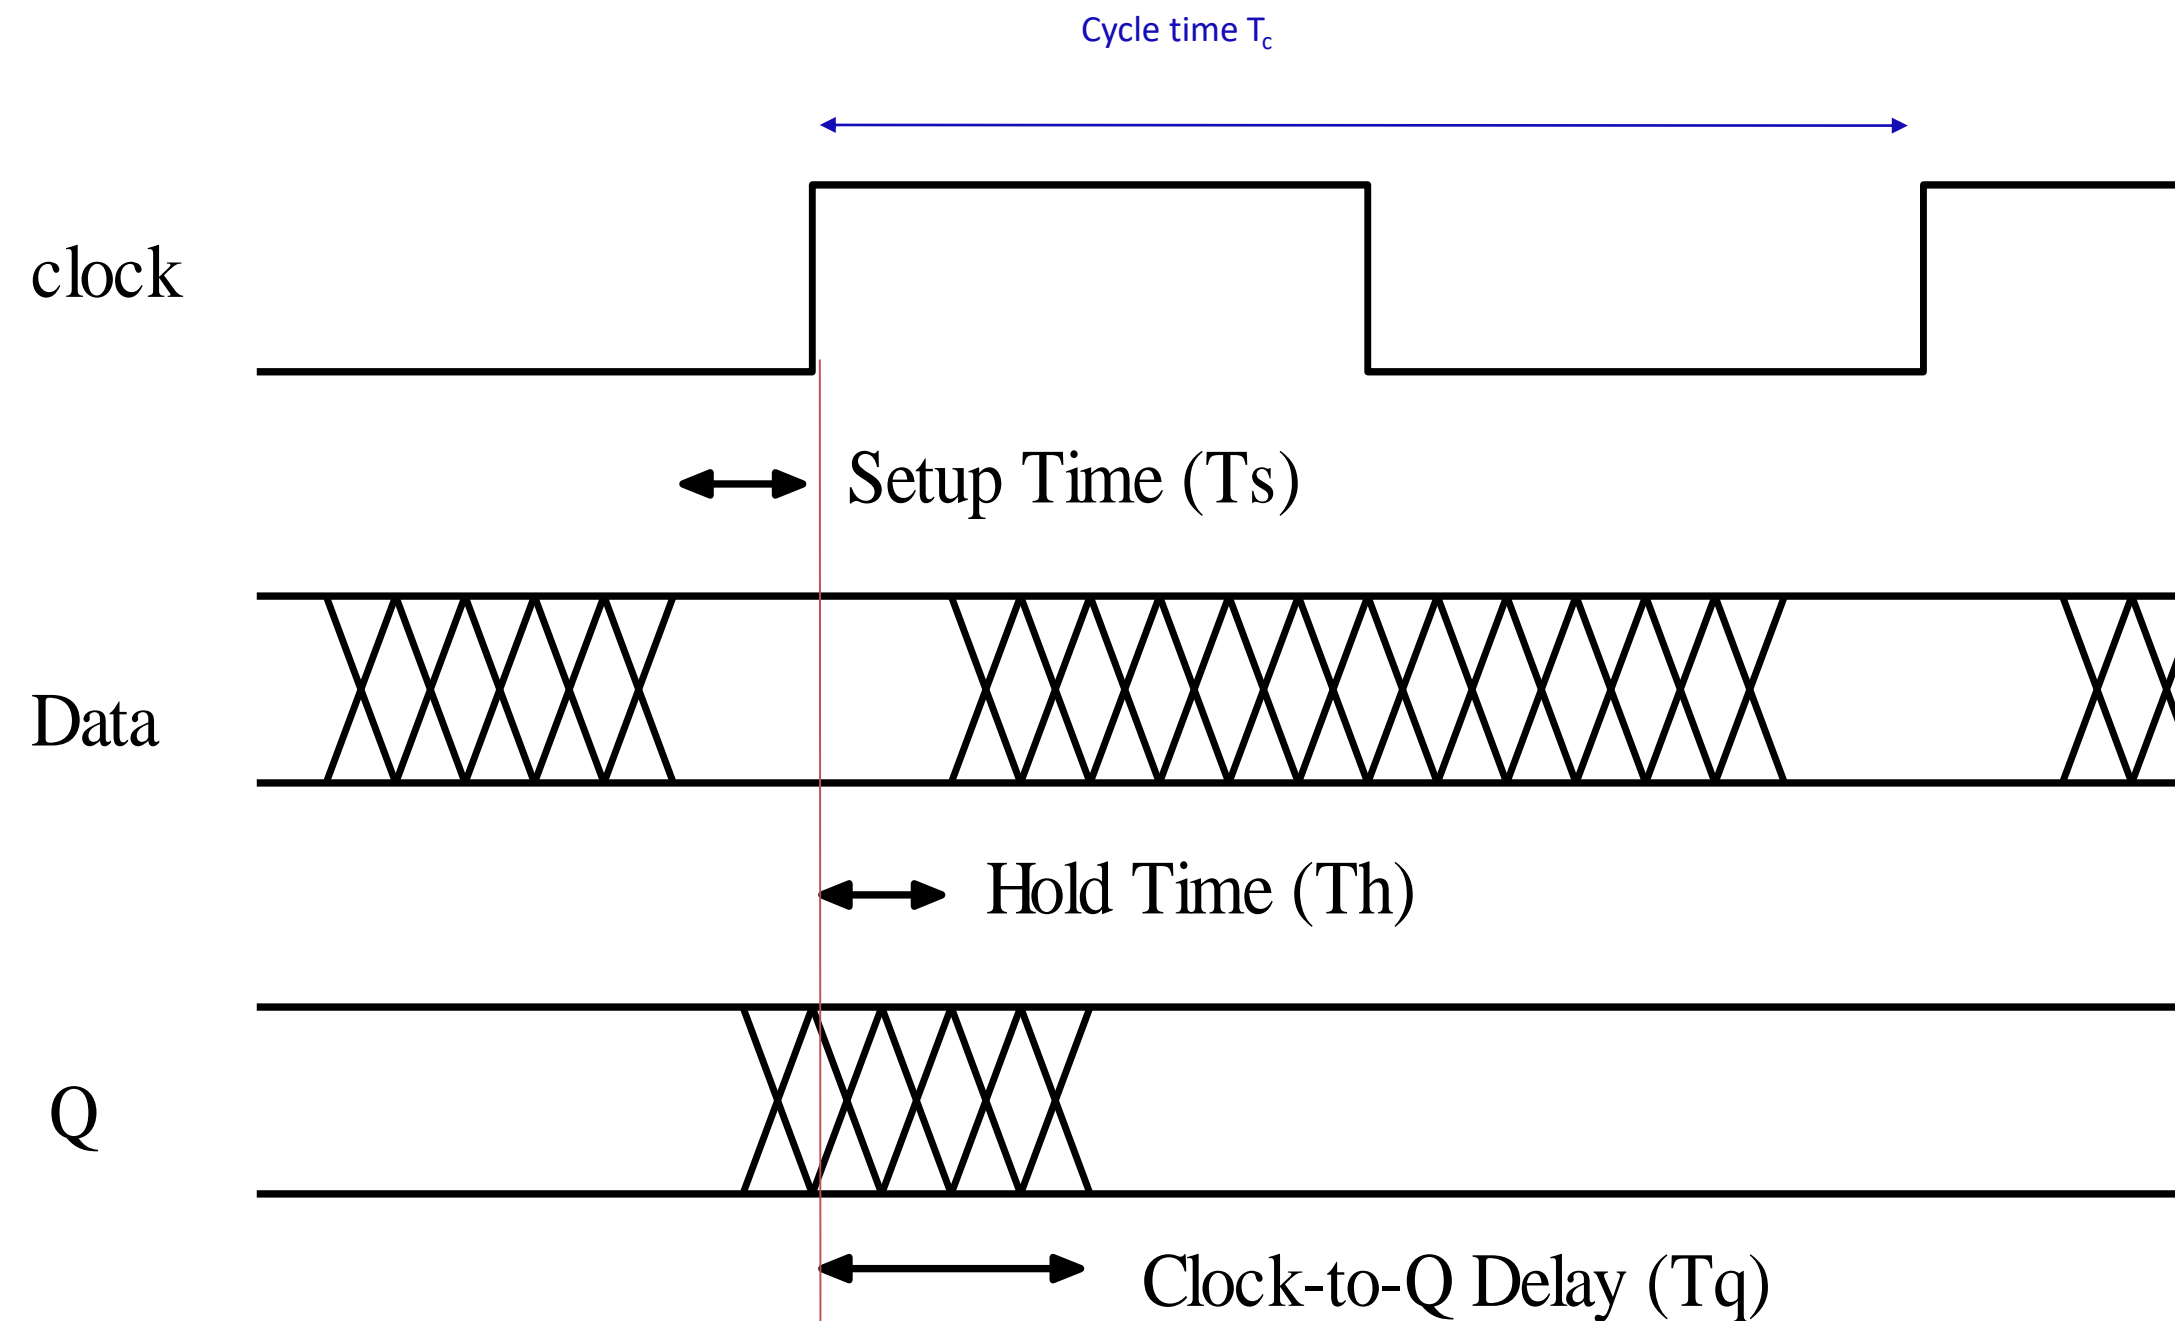 Cycle time Tc
clock
Setup Time (Ts)
Data
Hold Time (Th)
Q
Clock-to-Q Delay (Tq)